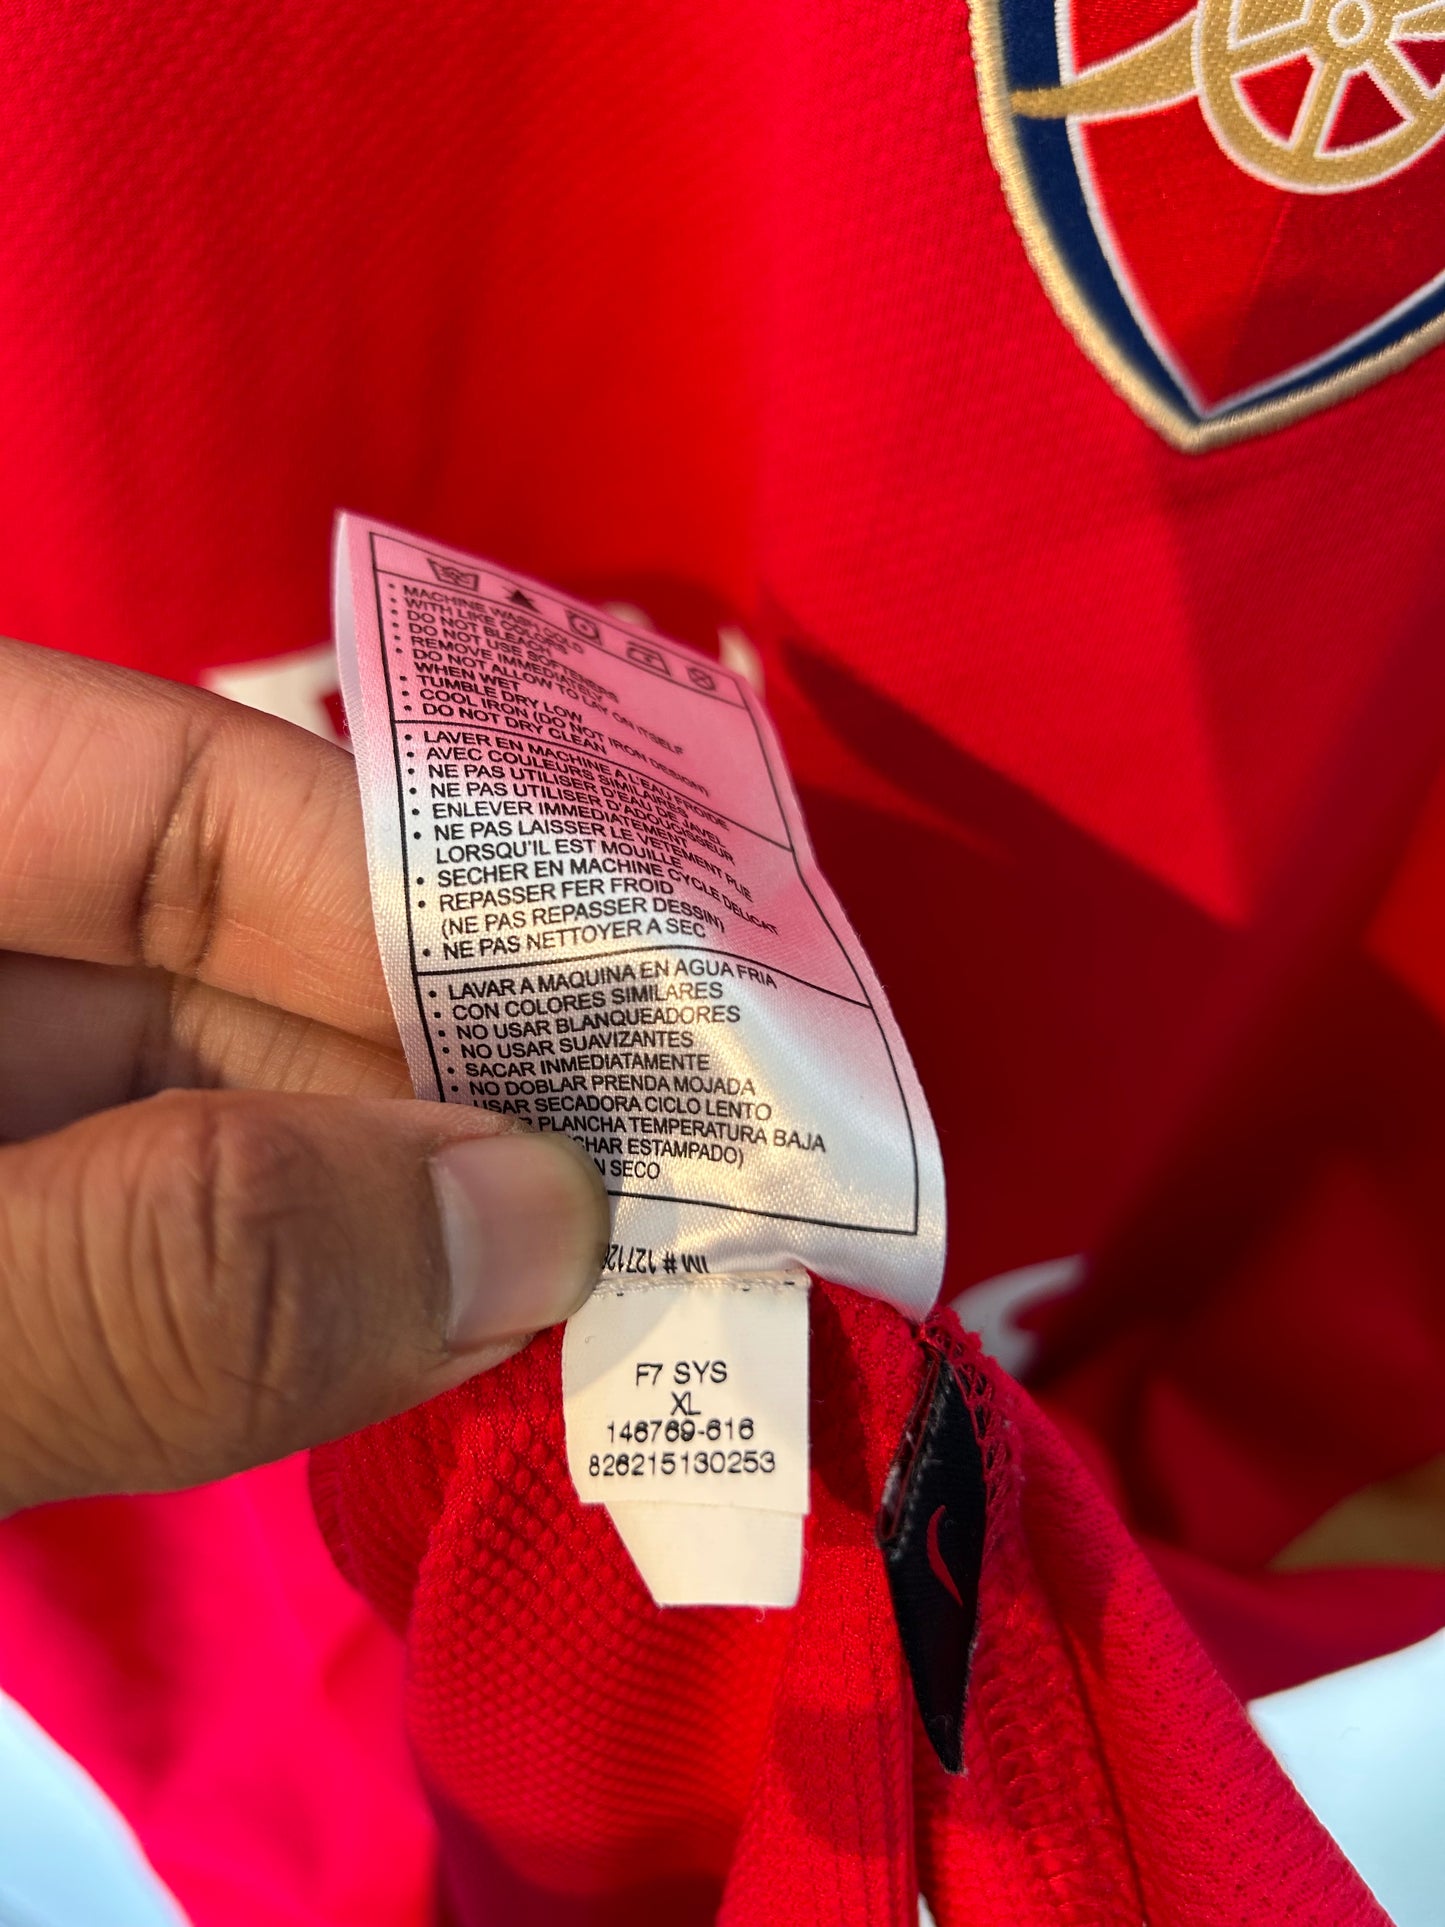 • MACHINE WASH COLD
• WITH LIKE COLORS
• DO NOT BLEACH
• DO NOT USE SOFTENERS
• REMOVE IMMEDIATELY
• DO NOT ALLOW TO LAY ON ITSELF
WHEN WET
• TUMBLE DRY LOW
• COOL IRON (DO NOT IRON DESIGN)
• DO NOT DRY CLEAN
• LAVER EN MACHINE A L'EAU FROIDE
• AVEC COULEURS SIMILAIRES
• NE PAS UTILISER D'EAU DE JAVEL
• NE PAS UTILISER D'ADOUCISSEUR
• ENLEVER IMMEDIATEMENT
• NE PAS LAISSER LE VETEMENT PLIE
LORSQU'IL EST MOUILLE
• SECHER EN MACHINE CYCLE DELICAT
• REPASSER FER FROID
(NE PAS REPASSER DESSIN)
• NE PAS NETTOYER A SEC
• LAVAR A MAQUINA EN AGUA FRIA
• CON COLORES SIMILARES
• NO USAR BLANQUEADORES
• NO USAR SUAVIZANTES
• SACAR INMEDIATAMENTE
• NO DOBLAR PRENDA MOJADA
USAR SECADORA CICLO LENTO
PLANCHA TEMPERATURA BAJA
ESTAMPADO)
SECO
IM #
F7 SYS
XL
146769-616
826215130253